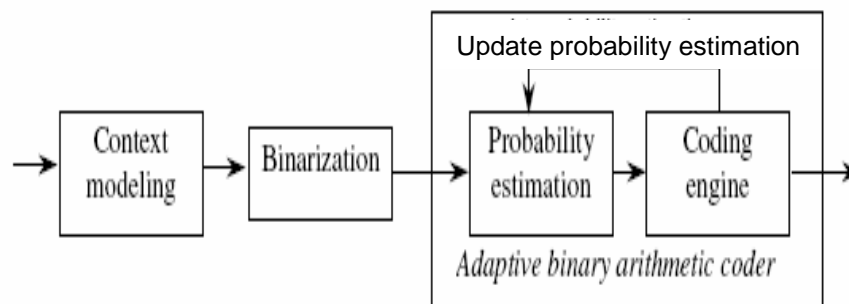 Update probability estimation
Context
modeling
Binarization
Probability
estimation
Coding
engine
Adaptive binary arithmetic coder